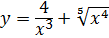 y = 4/x³ + ⁵√x⁴